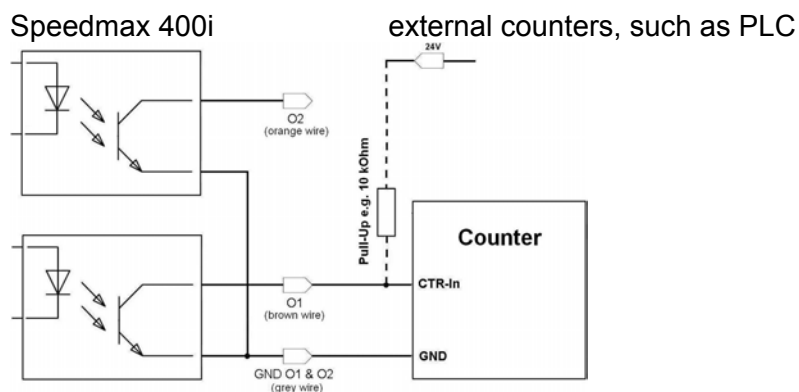 Speedmax 400i
external counters, such as PLC
24V
O2
(orange wire)
Pull-Up e.g. 10 kOhm
Counter
CTR-In
O1
(brown wire)
GND
GND O1 & O2
(grey wire)